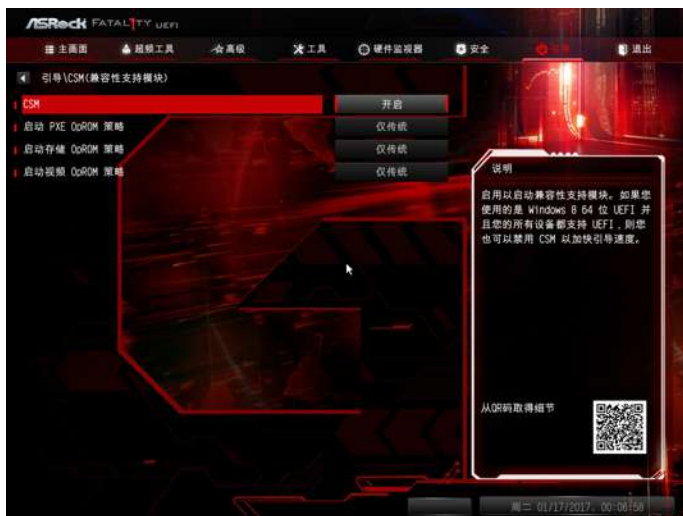 ASRock FATAL1TY UEFI
主画面 超频工具 高级 工具 硬件监视器 安全 引导 退出
引导\CSM(兼容性支持模块)
CSM 开启
启动 PXE OpROM 策略 仅传统
启动存储 OpROM 策略 仅传统
启动视频 OpROM 策略 仅传统
说明
启用以启动兼容性支持模块。如果您
使用的是 Windows 8 64 位 UEFI 并
且您的所有设备都支持 UEFI，则您
也可以禁用 CSM 以加快引导速度。
从QR码取得细节
周二 01/17/2017, 00:06:50